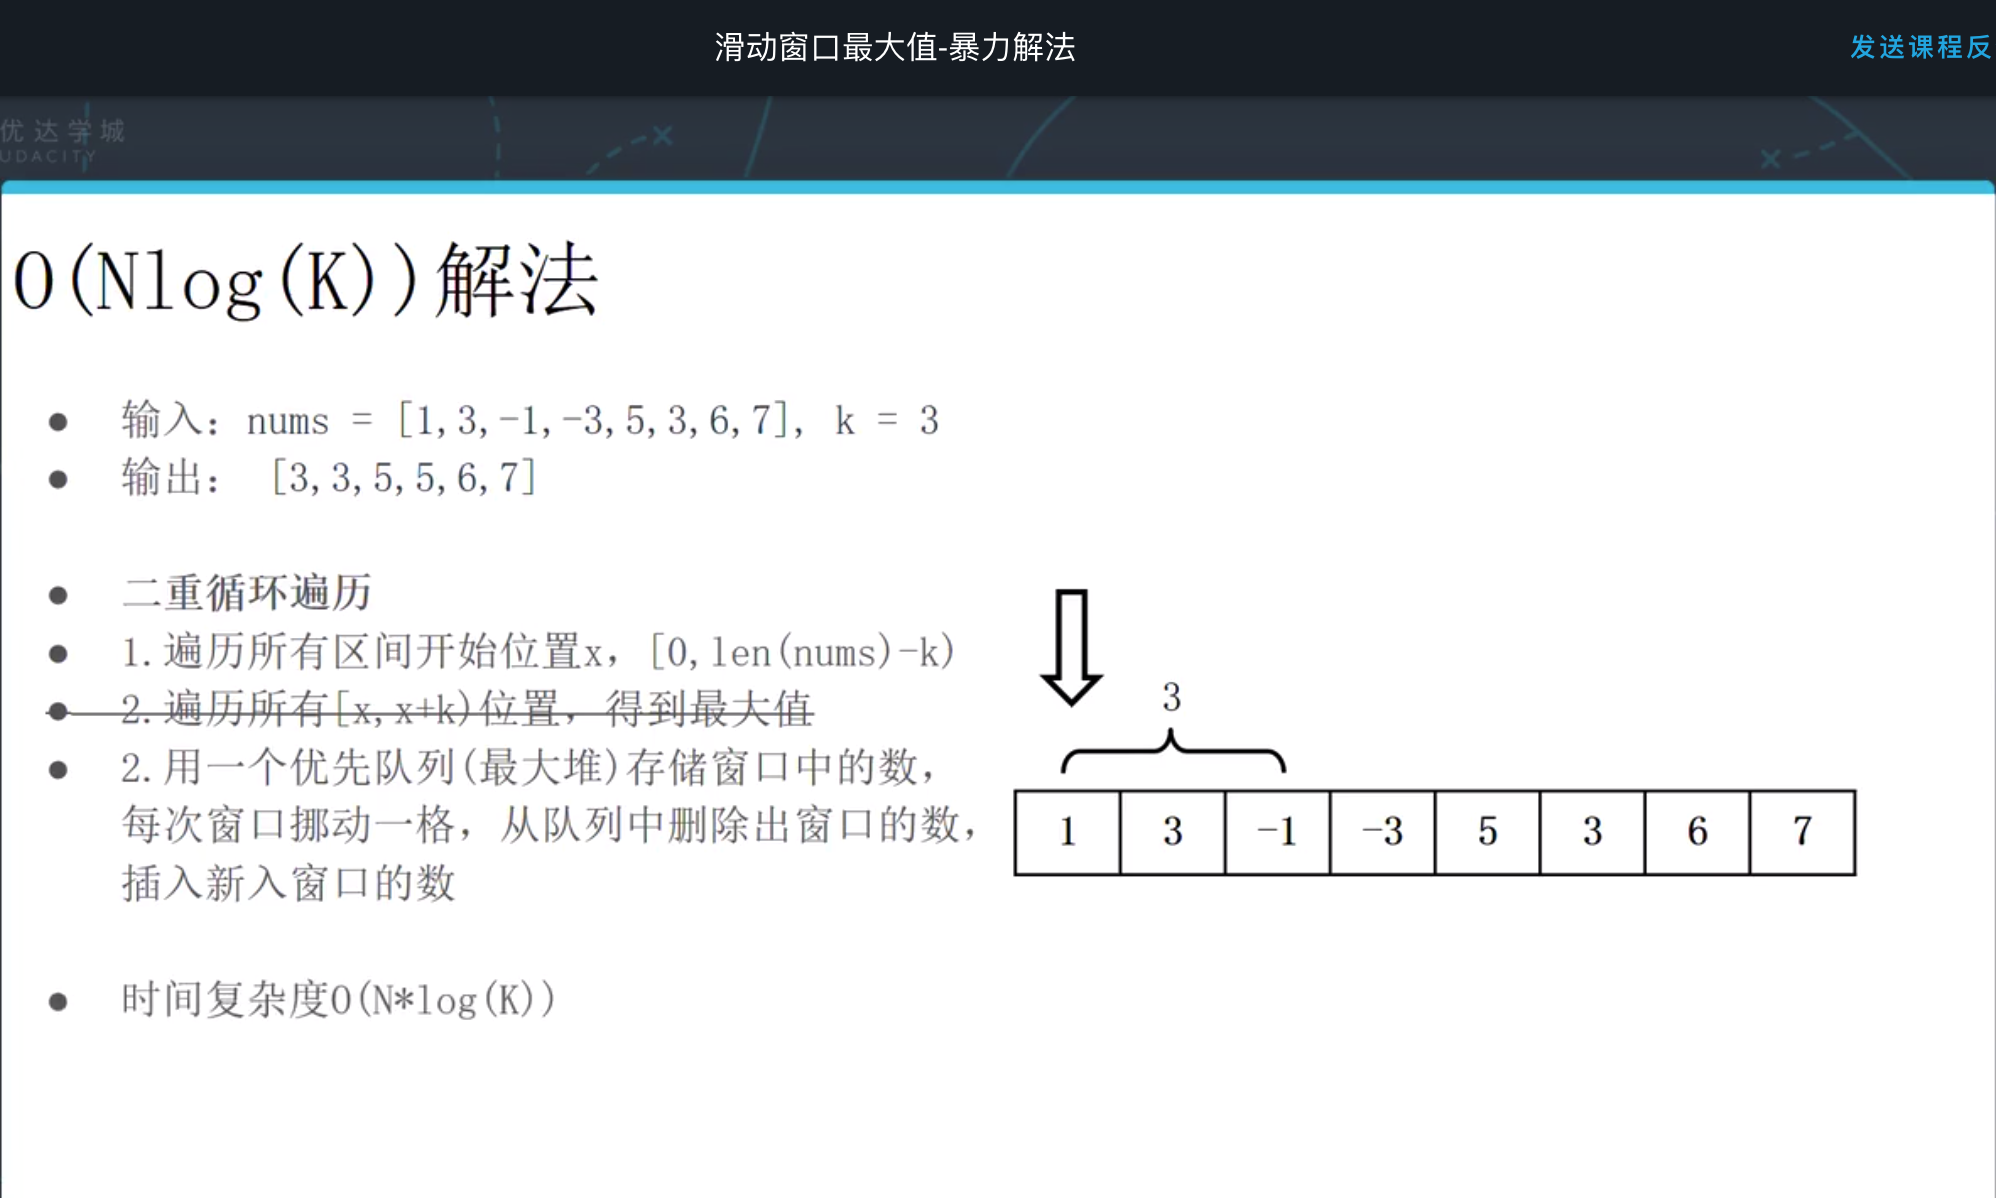 滑动窗口最大值-暴力解法
发送课程反
优达学城
UDACITY
O(Nlog(K))解法
输入：nums = [1,3,-1,-3,5,3,6,7], k = 3
输出： [3,3,5,5,6,7]
二重循环遍历
1.遍历所有区间开始位置x，[0,len(nums)-k)
2.遍历所有[x,x+k)位置，得到最大值
2.用一个优先队列(最大堆)存储窗口中的数，
每次窗口挪动一格，从队列中删除出窗口的数，
插入新入窗口的数
时间复杂度O(N*log(K))
3
1 3 -1 -3 5 3 6 7